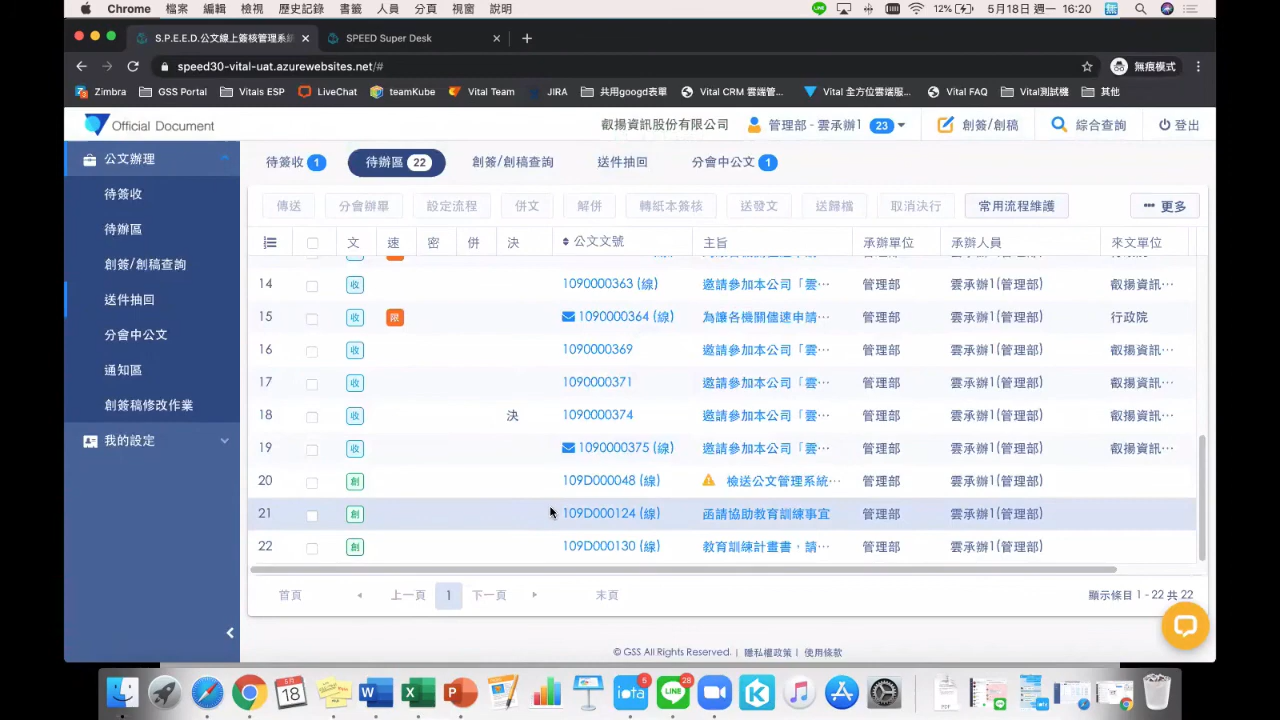 Chrome 檔案 編輯 檢視 歷史記錄 書籤 人員 分頁 視窗 說明 12% 5月18日 週一 16:20
S.P.E.E.D.公文線上簽核管理系統 SPEED Super Desk
speed30-vital-uat.azurewebsites.net/# 無痕模式
Zimbra GSS Portal Vitals ESP LiveChat teamKube Vital Team JIRA 共用googd表單 Vital CRM 雲端管... Vital 全方位雲端服... Vital FAQ Vital測試機 其他
Official Document 叡揚資訊股份有限公司 管理部 - 雲承辦1 23 創簽/創稿 綜合查詢 登出
公文辦理
待簽收
待辦區
創簽/創稿查詢
送件抽回
分會中公文
通知區
創簽稿修改作業
我的設定
待簽收 1 待辦區 22 創簽/創稿查詢 送件抽回 分會中公文 1
傳送 分會辦畢 設定流程 併文 解併 轉紙本簽核 送發文 送歸檔 取消決行 常用流程維護 ••• 更多
文 速 密 併 決 公文文號 主旨 承辦單位 承辦人員 來文單位
14 收 1090000363 (線) 邀請參加本公司「雲… 管理部 雲承辦1(管理部) 叡揚資訊…
15 收 限 1090000364 (線) 為讓各機關儘速申請… 管理部 雲承辦1(管理部) 行政院
16 收 1090000369 邀請參加本公司「雲… 管理部 雲承辦1(管理部) 叡揚資訊…
17 收 1090000371 邀請參加本公司「雲… 管理部 雲承辦1(管理部) 叡揚資訊…
18 收 決 1090000374 邀請參加本公司「雲… 管理部 雲承辦1(管理部) 叡揚資訊…
19 收 1090000375 (線) 邀請參加本公司「雲… 管理部 雲承辦1(管理部) 叡揚資訊…
20 創 109D000048 (線) 檢送公文管理系統… 管理部 雲承辦1(管理部)
21 創 109D000124 (線) 函請協助教育訓練事宜 管理部 雲承辦1(管理部)
22 創 109D000130 (線) 教育訓練計畫書，請… 管理部 雲承辦1(管理部)
首頁 上一頁 1 下一頁 末頁 顯示條目 1 - 22 共 22
© GSS All Rights Reserved. | 隱私權政策 | 使用條款
5月 18 W X P iota 5 LINE 28 K